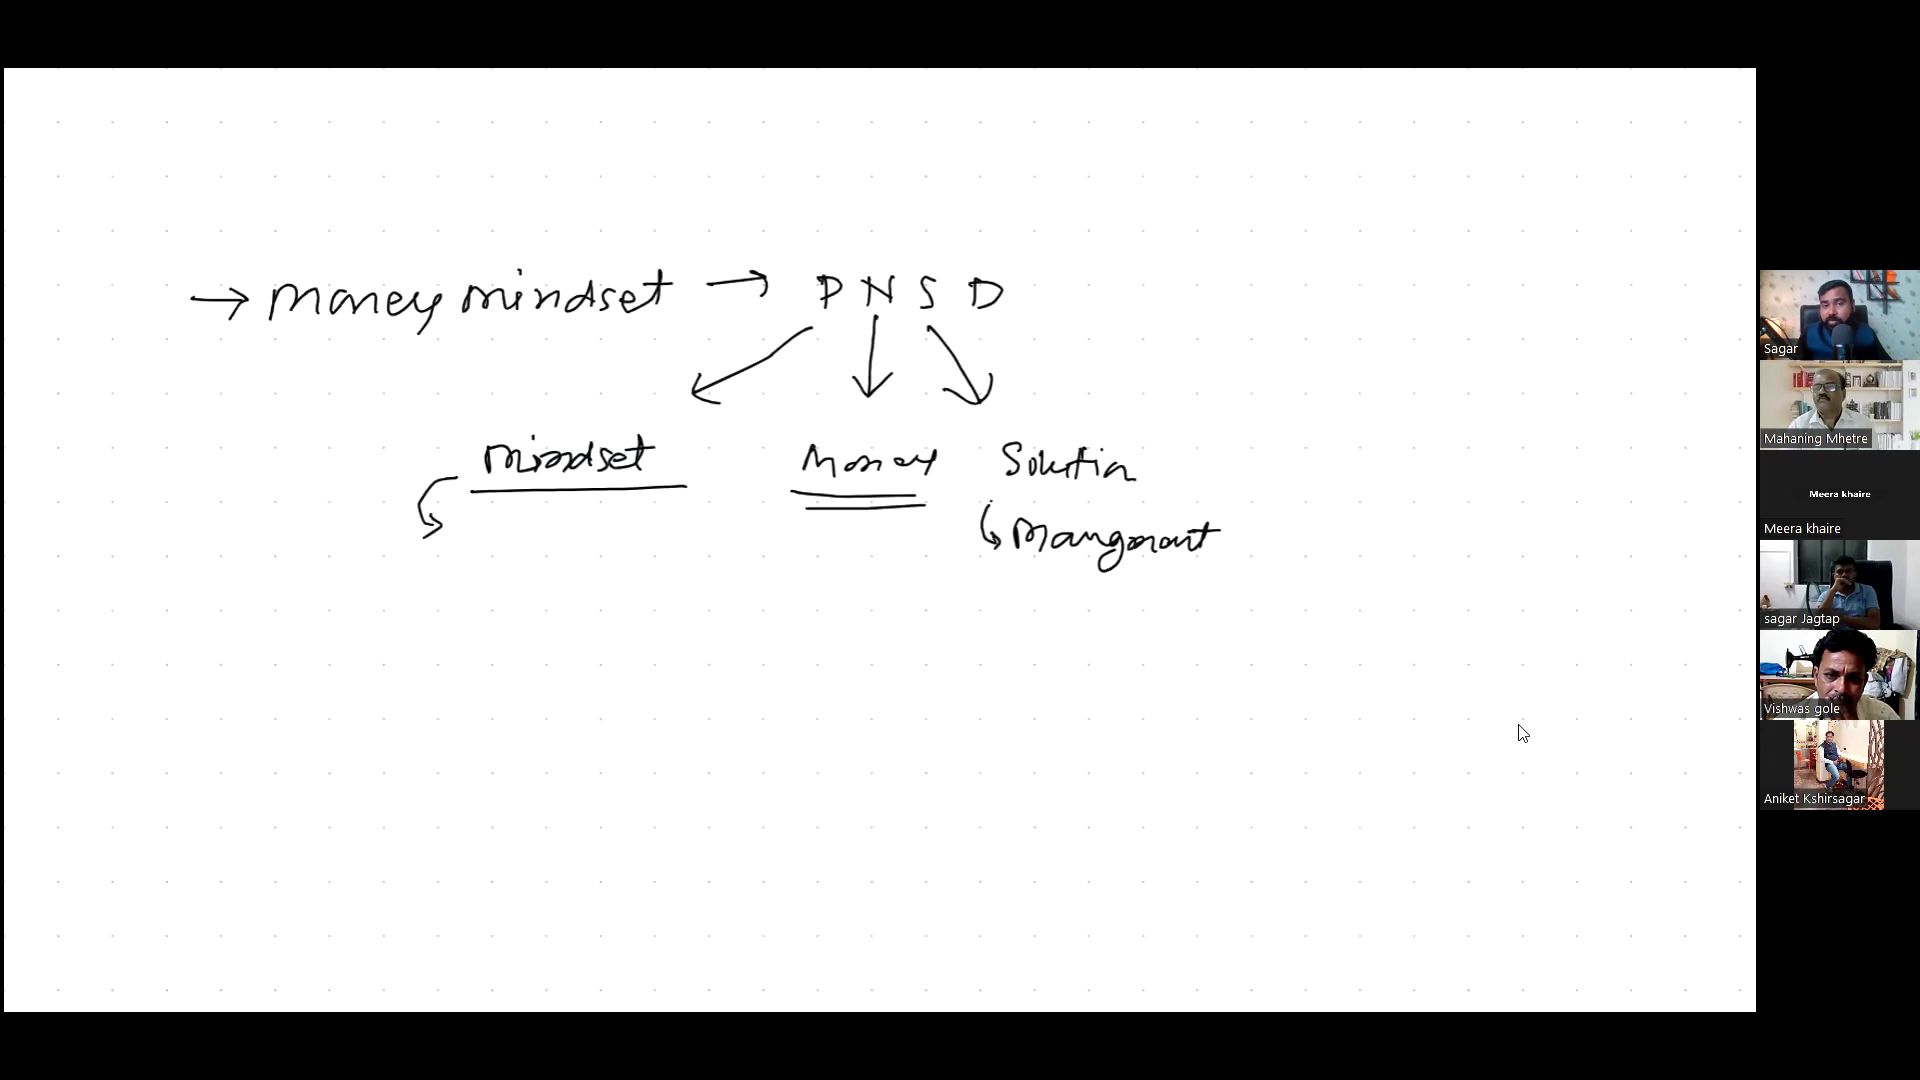 → Money mindset → P N S D
Mindset Money Solution
Mangement
Sagar
Mahaning Mhetre
Meera khaire
Meera khaire
sagar Jagtap
Vishwas gole
Aniket Kshirsagar